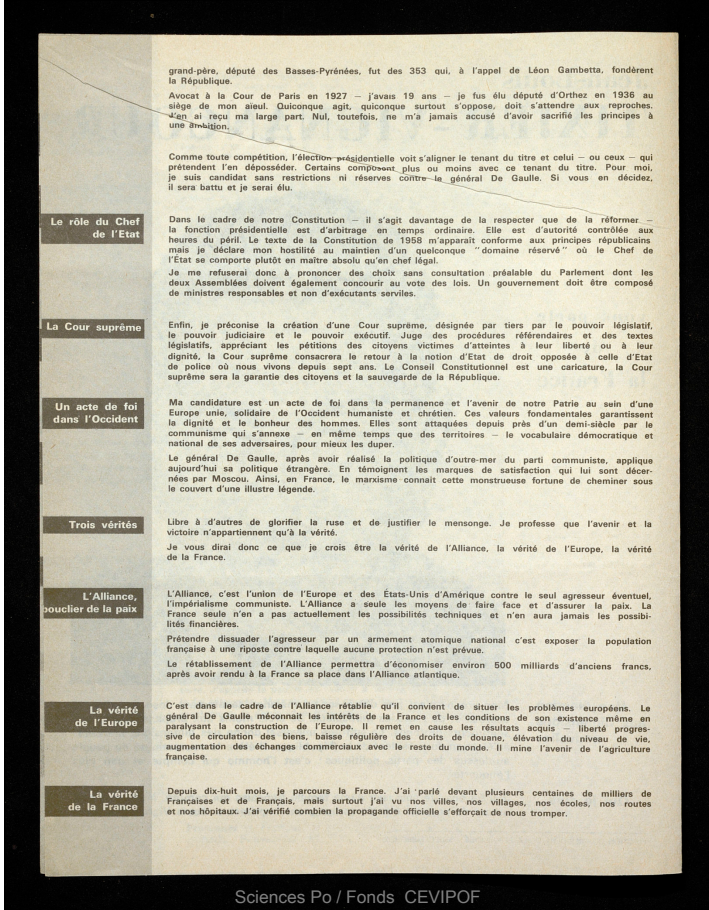 grand-père, député des Basses-Pyrénées, fut des 353 qui, à l'appel de Léon Gambetta, fondèrent
la République.
Avocat à la Cour de Paris en 1927 — j'avais 19 ans — je fus élu député d'Orthez en 1936 au
siège de mon aïeul. Quiconque agit, quiconque surtout s'oppose, doit s'attendre aux reproches.
J'en ai reçu ma large part. Nul, toutefois, ne m'a jamais accusé d'avoir sacrifié les principes à
une ambition.
Comme toute compétition, l'élection présidentielle voit s'aligner le tenant du titre et celui — ou ceux — qui
prétendent l'en déposséder. Certains composent plus ou moins avec ce tenant du titre. Pour moi,
je suis candidat sans restrictions ni réserves contre le général De Gaulle. Si vous en décidez,
il sera battu et je serai élu.
Le rôle du Chef
de l'Etat
Dans le cadre de notre Constitution — il s'agit davantage de la respecter que de la réformer —
la fonction présidentielle est d'arbitrage en temps ordinaire. Elle est d'autorité contrôlée aux
heures du péril. Le texte de la Constitution de 1958 m'apparaît conforme aux principes républicains
mais je déclare mon hostilité au maintien d'un quelconque "domaine réservé" où le Chef de
l'État se comporte plutôt en maître absolu qu'en chef légal.
Je me refuserai donc à prononcer des choix sans consultation préalable du Parlement dont les
deux Assemblées doivent également concourir au vote des lois. Un gouvernement doit être composé
de ministres responsables et non d'exécutants serviles.
La Cour suprême
Enfin, je préconise la création d'une Cour suprême, désignée par tiers par le pouvoir législatif,
le pouvoir judiciaire et le pouvoir exécutif. Juge des procédures référendaires et des textes
législatifs, appréciant les pétitions des citoyens victimes d'atteintes à leur liberté ou à leur
dignité, la Cour suprême consacrera le retour à la notion d'Etat de droit opposée à celle d'Etat
de police où nous vivons depuis sept ans. Le Conseil Constitutionnel est une caricature, la Cour
suprême sera la garantie des citoyens et la sauvegarde de la République.
Un acte de foi
dans l'Occident
Ma candidature est un acte de foi dans la permanence et l'avenir de notre Patrie au sein d'une
Europe unie, solidaire de l'Occident humaniste et chrétien. Ces valeurs fondamentales garantissent
la dignité et le bonheur des hommes. Elles sont attaquées depuis près d'un demi-siècle par le
communisme qui s'annexe — en même temps que des territoires — le vocabulaire démocratique et
national de ses adversaires, pour mieux les duper.
Le général De Gaulle, après avoir réalisé la politique d'outre-mer du parti communiste, applique
aujourd'hui sa politique étrangère. En témoignent les marques de satisfaction qui lui sont décer-
nées par Moscou. Ainsi, en France, le marxisme connait cette monstrueuse fortune de cheminer sous
le couvert d'une illustre légende.
Trois vérités
Libre à d'autres de glorifier la ruse et de justifier le mensonge. Je professe que l'avenir et la
victoire n'appartiennent qu'à la vérité.
Je vous dirai donc ce que je crois être la vérité de l'Alliance, la vérité de l'Europe, la vérité
de la France.
L'Alliance,
bouclier de la paix
L'Alliance, c'est l'union de l'Europe et des États-Unis d'Amérique contre le seul agresseur éventuel,
l'impérialisme communiste. L'Alliance a seule les moyens de faire face et d'assurer la paix. La
France seule n'en a pas actuellement les possibilités techniques et n'en aura jamais les possibi-
lités financières.
Prétendre dissuader l'agresseur par un armement atomique national c'est exposer la population
française à une riposte contre laquelle aucune protection n'est prévue.
Le rétablissement de l'Alliance permettra d'économiser environ 500 milliards d'anciens francs,
après avoir rendu à la France sa place dans l'Alliance atlantique.
La vérité
de l'Europe
C'est dans le cadre de l'Alliance rétablie qu'il convient de situer les problèmes européens. Le
général De Gaulle méconnait les intérêts de la France et les conditions de son existence même en
paralysant la construction de l'Europe. Il remet en cause les résultats acquis — liberté progres-
sive de circulation des biens, baisse régulière des droits de douane, élévation du niveau de vie,
augmentation des échanges commerciaux avec le reste du monde. Il mine l'avenir de l'agriculture
française.
La vérité
de la France
Depuis dix-huit mois, je parcours la France. J'ai parlé devant plusieurs centaines de milliers de
Françaises et de Français, mais surtout j'ai vu nos villes, nos villages, nos écoles, nos routes
et nos hôpitaux. J'ai vérifié combien la propagande officielle s'efforçait de nous tromper.
Sciences Po / Fonds CEVIPOF